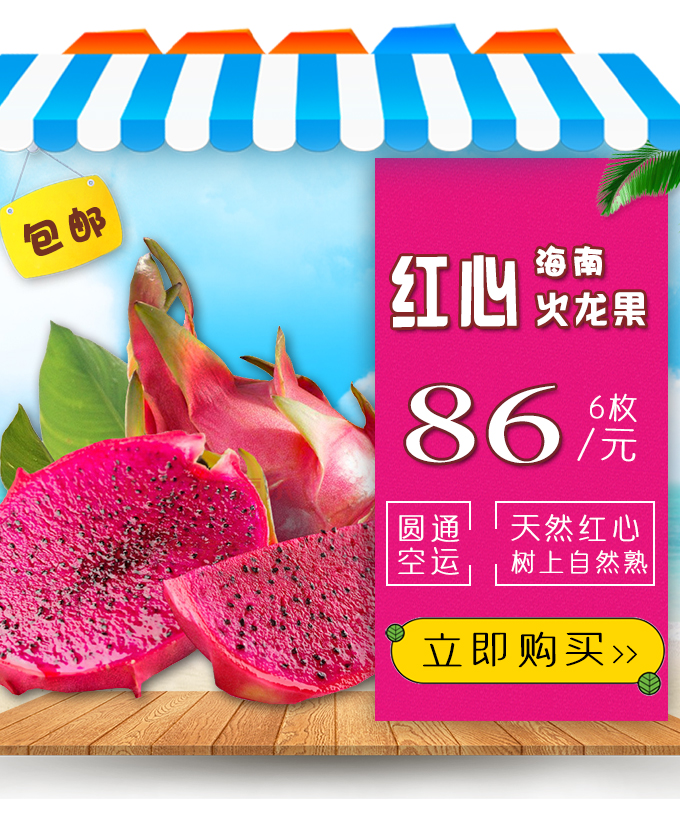 包邮
红心 海南
火龙果
86 6枚
/元
圆通
空运
天然红心
树上自然熟
立即购买>>